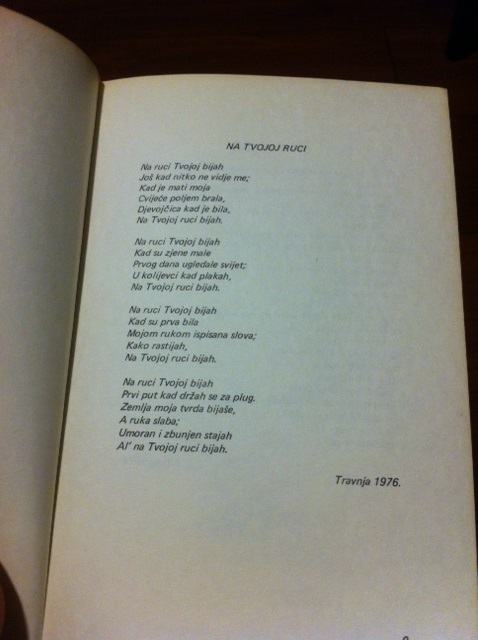 NA TVOJOJ RUCI
Na ruci Tvojoj bijah
Još kad nitko ne vidje me;
Kad je mati moja
Cvijeće poljem brala,
Djevojčica kad je bila,
Na Tvojoj ruci bijah.
Na ruci Tvojoj bijah
Kad su zjene male
Prvog dana ugledale svijet;
U kolijevci kad plakah,
Na Tvojoj ruci bijah.
Na ruci Tvojoj bijah
Kad su prva bila
Mojom rukom ispisana slova;
Kako rastijah,
Na Tvojoj ruci bijah.
Na ruci Tvojoj bijah
Prvi put kad držah se za plug.
Zemlja moja tvrda bijaše,
A ruka slaba;
Umoran i zbunjen stajah
Al' na Tvojoj ruci bijah.
Travnja 1976.